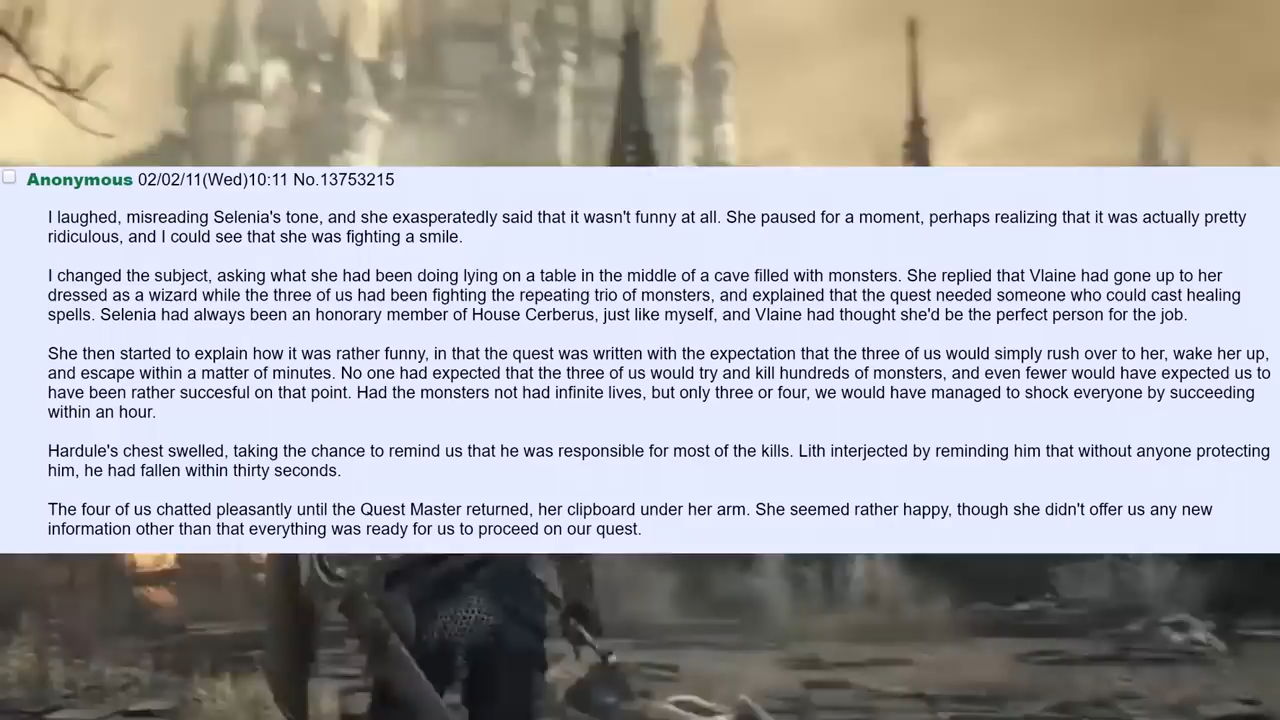 Anonymous 02/02/11(Wed)10:11 No.13753215
I laughed, misreading Selenia's tone, and she exasperatedly said that it wasn't funny at all. She paused for a moment, perhaps realizing that it was actually pretty
ridiculous, and I could see that she was fighting a smile.
I changed the subject, asking what she had been doing lying on a table in the middle of a cave filled with monsters. She replied that Vlaine had gone up to her
dressed as a wizard while the three of us had been fighting the repeating trio of monsters, and explained that the quest needed someone who could cast healing
spells. Selenia had always been an honorary member of House Cerberus, just like myself, and Vlaine had thought she'd be the perfect person for the job.
She then started to explain how it was rather funny, in that the quest was written with the expectation that the three of us would simply rush over to her, wake her up,
and escape within a matter of minutes. No one had expected that the three of us would try and kill hundreds of monsters, and even fewer would have expected us to
have been rather succesful on that point. Had the monsters not had infinite lives, but only three or four, we would have managed to shock everyone by succeeding
within an hour.
Hardule's chest swelled, taking the chance to remind us that he was responsible for most of the kills. Lith interjected by reminding him that without anyone protecting
him, he had fallen within thirty seconds.
The four of us chatted pleasantly until the Quest Master returned, her clipboard under her arm. She seemed rather happy, though she didn't offer us any new
information other than that everything was ready for us to proceed on our quest.